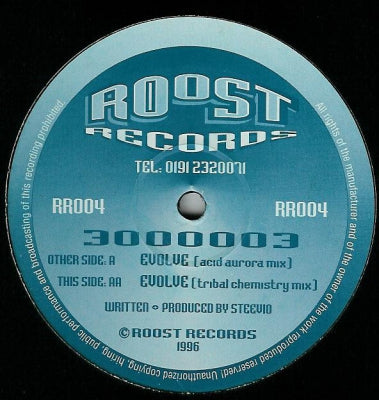 ROOST
RECORDS
TEL: 0191 2320071
RR004
RR004
3000003
OTHER SIDE: A EVOLVE (acid aurora mix)
THIS SIDE: AA EVOLVE (tribal chemistry mix)
WRITTEN + PRODUCED BY STEEVIO
© ROOST RECORDS
1996
All rights of the manufacturer and of the owner of the work reproduced reserved! Unauthorized copying, hiring, public performance and broadcasting of this recording prohibited.